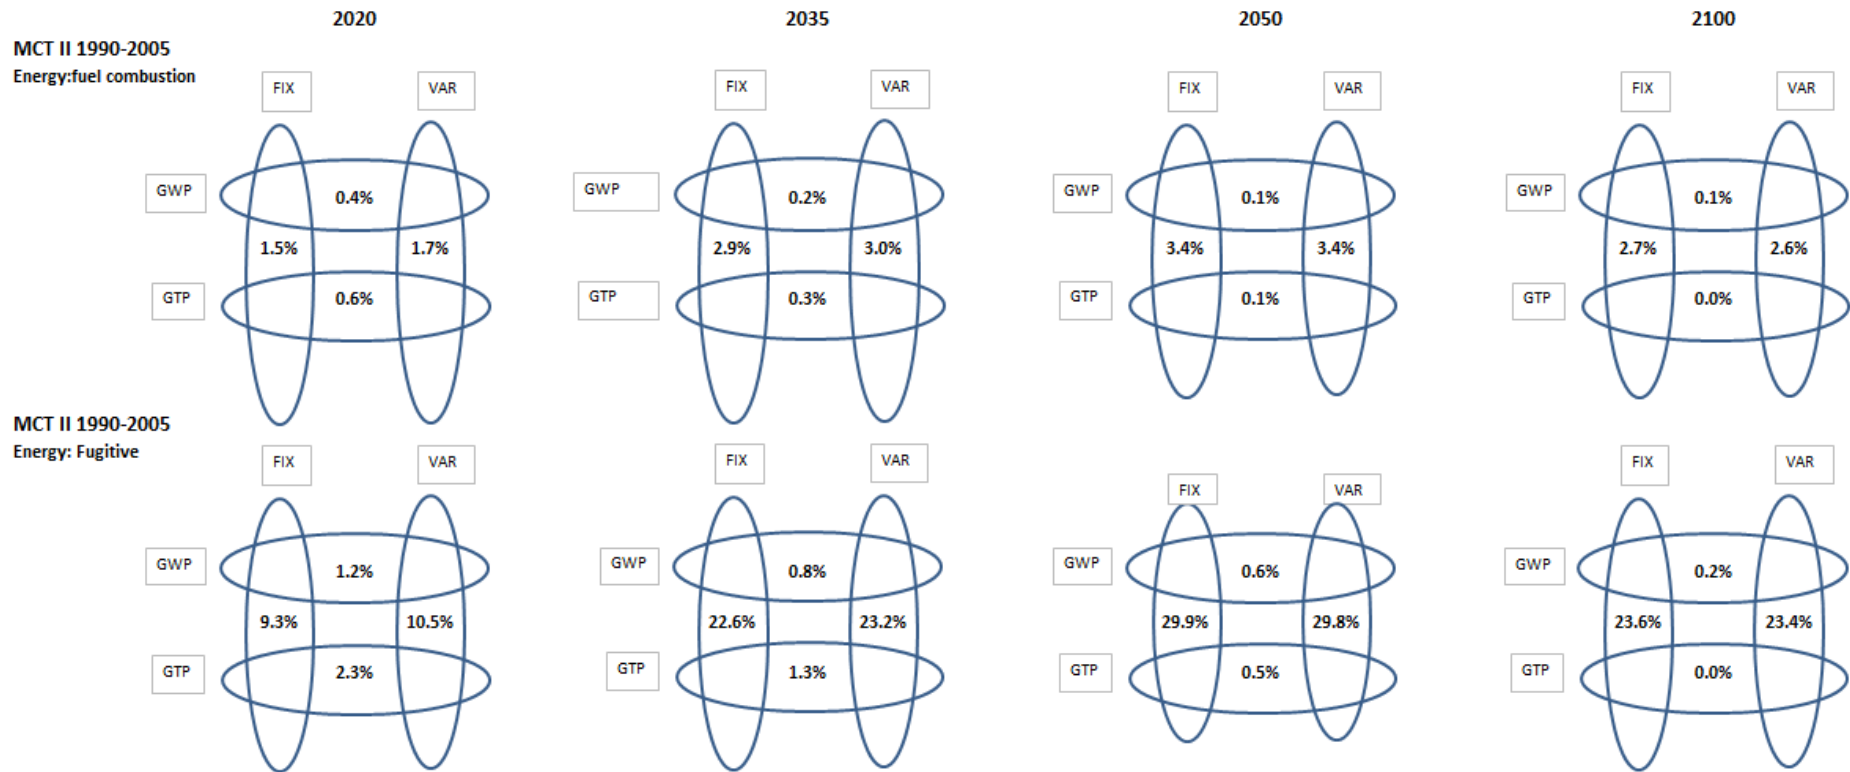 2020 2035 2050 2100
MCT II 1990-2005
Energy:fuel combustion
FIX VAR FIX VAR FIX VAR FIX VAR
GWP 0.4% GWP 0.2% GWP 0.1% GWP 0.1%
1.5% 1.7% 2.9% 3.0% 3.4% 3.4% 2.7% 2.6%
GTP 0.6% GTP 0.3% GTP 0.1% GTP 0.0%
MCT II 1990-2005
Energy: Fugitive
FIX VAR FIX VAR FIX VAR FIX VAR
GWP 1.2% GWP 0.8% GWP 0.6% GWP 0.2%
9.3% 10.5% 22.6% 23.2% 29.9% 29.8% 23.6% 23.4%
GTP 2.3% GTP 1.3% GTP 0.5% GTP 0.0%